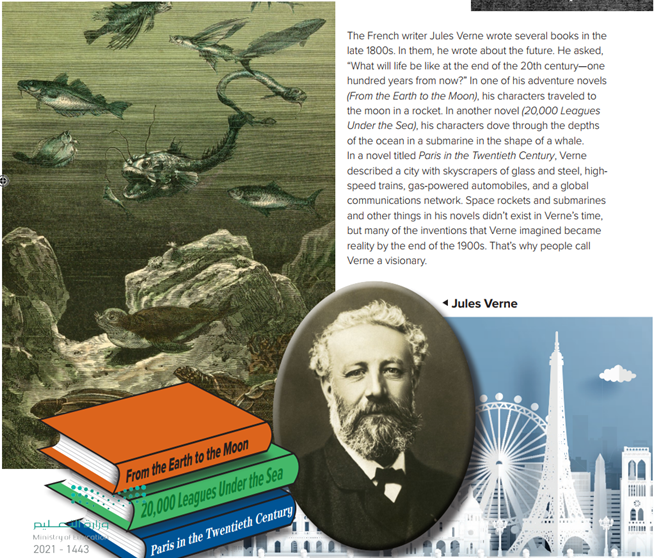 The French writer Jules Verne wrote several books in the
late 1800s. In them, he wrote about the future. He asked,
“What will life be like at the end of the 20th century—one
hundred years from now?” In one of his adventure novels
(From the Earth to the Moon), his characters traveled to
the moon in a rocket. In another novel (20,000 Leagues
Under the Sea), his characters dove through the depths
of the ocean in a submarine in the shape of a whale.
In a novel titled Paris in the Twentieth Century, Verne
described a city with skyscrapers of glass and steel, high-
speed trains, gas-powered automobiles, and a global
communications network. Space rockets and submarines
and other things in his novels didn’t exist in Verne’s time,
but many of the inventions that Verne imagined became
reality by the end of the 1900s. That’s why people call
Verne a visionary.
Jules Verne
From the Earth to the Moon
20,000 Leagues Under the Sea
Paris in the Twentieth Century
وزارة التعليم
Ministry of Education
2021 - 1443